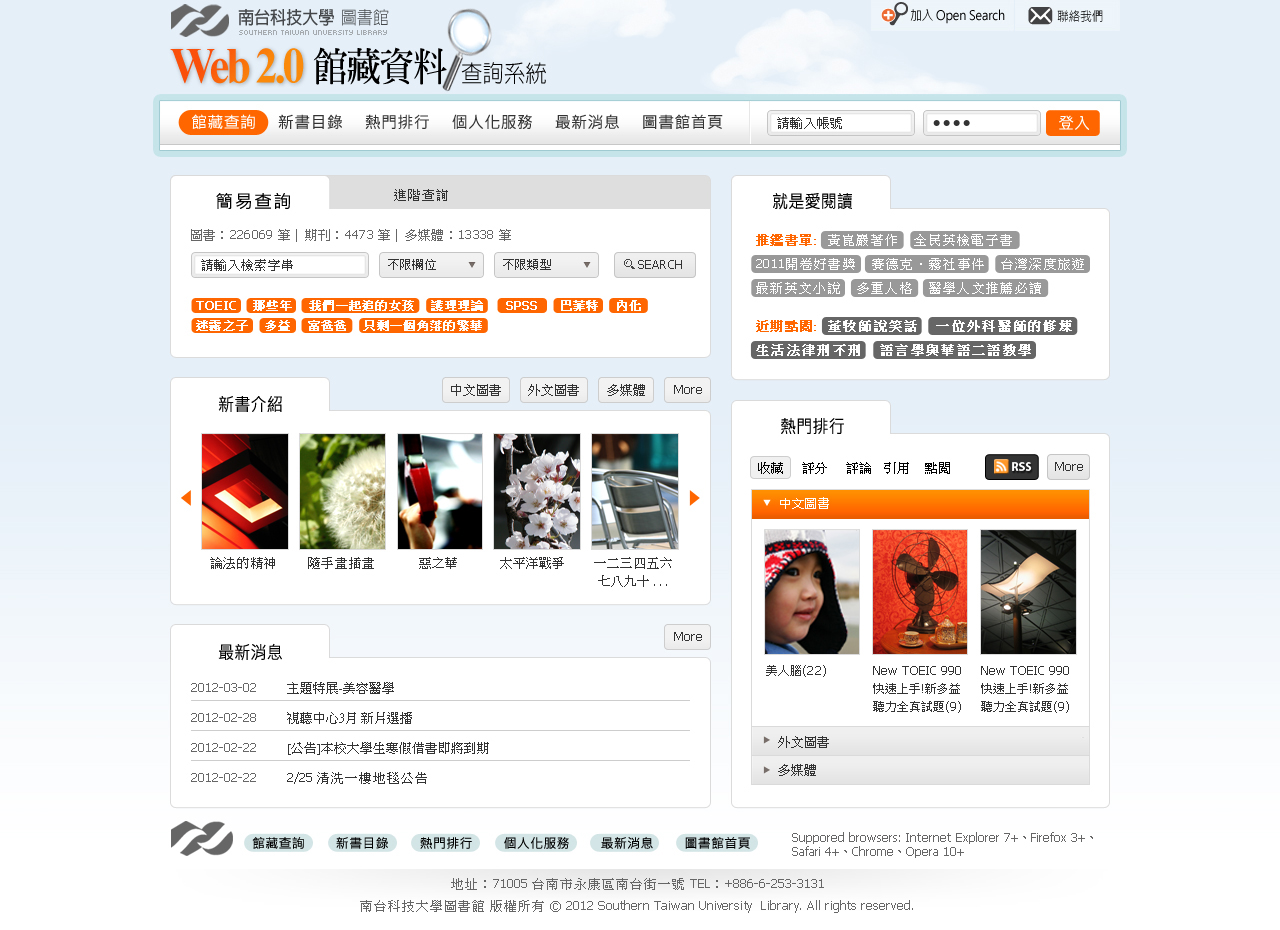 南台科技大學 圖書館
SOUTHERN TAIWAN UNIVERSITY LIBRARY
加入 Open Search
聯絡我們
Web 2.0 館藏資料查詢系統
館藏查詢 新書目錄 熱門排行 個人化服務 最新消息 圖書館首頁
請輸入帳號
登入
簡易查詢 進階查詢
圖書：226069 筆 | 期刊：4473 筆 | 多媒體：13338 筆
請輸入檢索字串 不限欄位 不限類型 SEARCH
TOEIC 那些年 我們一起追的女孩 護理理論 SPSS 巴萊特 內化
迷霧之子 多益 富爸爸 只剩一個角落的繁華
就是愛閱讀
推鑑書單: 黃崑巖著作 全民英檢電子書
2011開卷好書獎 賽德克‧霧社事件 台灣深度旅遊
最新英文小說 多重人格 醫學人文推薦必讀
近期點閱: 董牧師說笑話 一位外科醫師的修煉
生活法律刑不刑 語言學與華語二語教學
新書介紹
中文圖書 外文圖書 多媒體 More
論法的精神
隨手畫插畫
惡之華
太平洋戰爭
一二三四五六
七八九十 . . .
熱門排行
收藏 評分 評論 引用 點閱 RSS More
中文圖書
美人腦(22)
New TOEIC 990
快速上手!新多益
聽力全真試題(9)
New TOEIC 990
快速上手!新多益
聽力全真試題(9)
外文圖書
多媒體
最新消息 More
2012-03-02 主題特展-美容醫學
2012-02-28 視聽中心3月 新片選播
2012-02-22 [公告]本校大學生寒假借書即將到期
2012-02-22 2/25 清洗一樓地毯公告
館藏查詢 新書目錄 熱門排行 個人化服務 最新消息 圖書館首頁
Suppored browsers: Internet Explorer 7+、Firefox 3+、
Safari 4+、Chrome、Opera 10+
地址：71005 台南市永康區南台街一號 TEL：+886-6-253-3131
南台科技大學圖書館 版權所有 © 2012 Southern Taiwan University Library. All rights reserved.